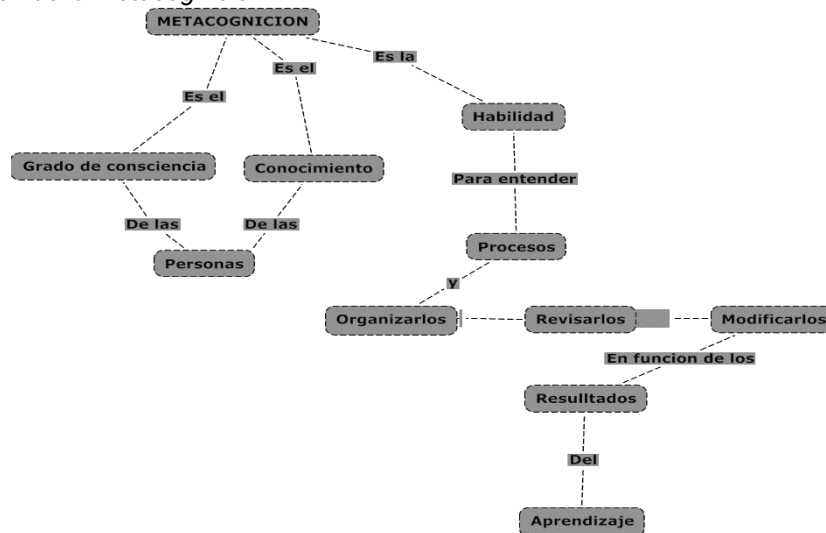 METACOGNICION
Es la
Es el
Es el
Habilidad
Grado de consciencia
Conocimiento
Para entender
De las
De las
Procesos
Personas
y
Organizarlos
Revisarlos
Modificarlos
En funcion de los
Resulltados
Del
Aprendizaje